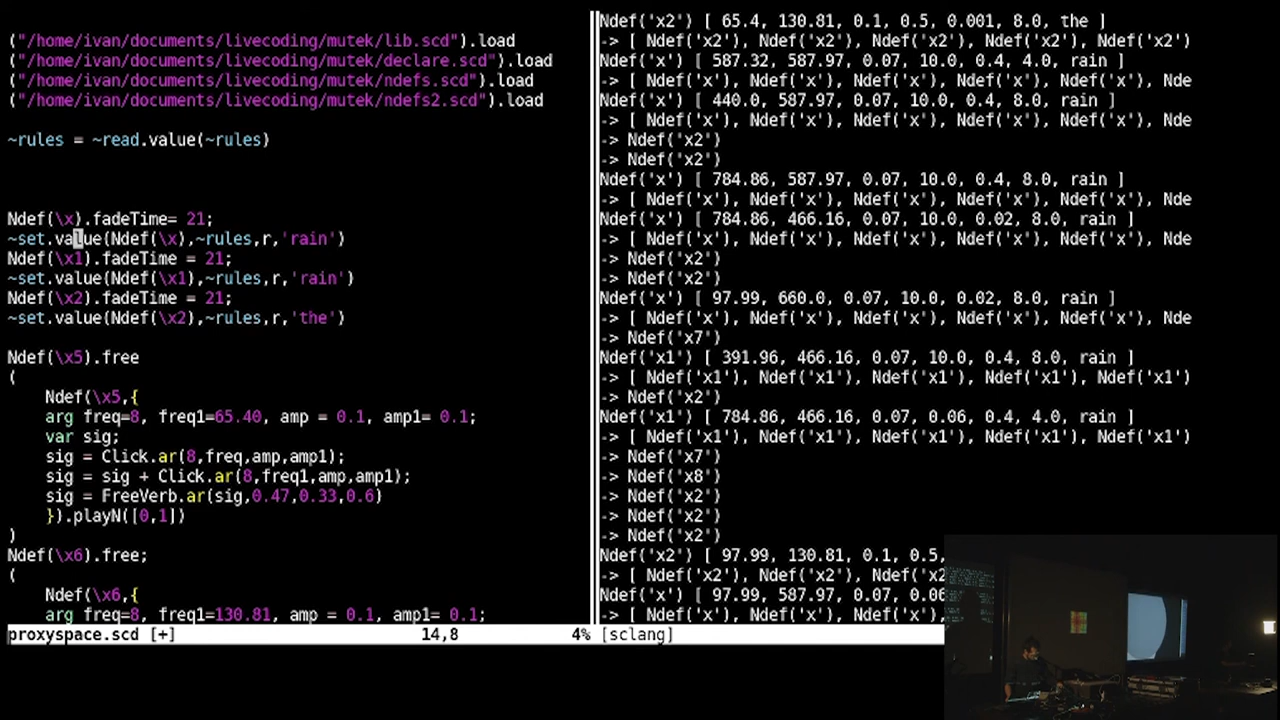 ("/home/ivan/documents/livecoding/mutek/lib.scd").load
("/home/ivan/documents/livecoding/mutek/declare.scd").load
("/home/ivan/documents/livecoding/mutek/ndefs.scd").load
("/home/ivan/documents/livecoding/mutek/ndefs2.scd").load
~rules = ~read.value(~rules)
Ndef(\x).fadeTime= 21;
~set.value(Ndef(\x),~rules,r,'rain')
Ndef(\x1).fadeTime = 21;
~set.value(Ndef(\x1),~rules,r,'rain')
Ndef(\x2).fadeTime = 21;
~set.value(Ndef(\x2),~rules,r,'the')
Ndef(\x5).free
(
Ndef(\x5,{
arg freq=8, freq1=65.40, amp = 0.1, amp1= 0.1;
var sig;
sig = Click.ar(8,freq,amp,amp1);
sig = sig + Click.ar(8,freq1,amp,amp1);
sig = FreeVerb.ar(sig,0.47,0.33,0.6)
}).playN([0,1])
)
Ndef(\x6).free;
(
Ndef(\x6,{
arg freq=8, freq1=130.81, amp = 0.1, amp1= 0.1;
proxyspace.scd [+] 14,8 4%
Ndef('x2') [ 65.4, 130.81, 0.1, 0.5, 0.001, 8.0, the ]
-> [ Ndef('x2'), Ndef('x2'), Ndef('x2'), Ndef('x2'), Ndef('x2')
Ndef('x') [ 587.32, 587.97, 0.07, 10.0, 0.4, 4.0, rain ]
-> [ Ndef('x'), Ndef('x'), Ndef('x'), Ndef('x'), Ndef('x'), Nde
Ndef('x') [ 440.0, 587.97, 0.07, 10.0, 0.4, 8.0, rain ]
-> [ Ndef('x'), Ndef('x'), Ndef('x'), Ndef('x'), Ndef('x'), Nde
-> Ndef('x2')
-> Ndef('x2')
Ndef('x') [ 784.86, 587.97, 0.07, 10.0, 0.4, 8.0, rain ]
-> [ Ndef('x'), Ndef('x'), Ndef('x'), Ndef('x'), Ndef('x'), Nde
Ndef('x') [ 784.86, 466.16, 0.07, 10.0, 0.02, 8.0, rain ]
-> [ Ndef('x'), Ndef('x'), Ndef('x'), Ndef('x'), Ndef('x'), Nde
-> Ndef('x2')
-> Ndef('x2')
Ndef('x') [ 97.99, 660.0, 0.07, 10.0, 0.02, 8.0, rain ]
-> [ Ndef('x'), Ndef('x'), Ndef('x'), Ndef('x'), Ndef('x'), Nde
-> Ndef('x7')
Ndef('x1') [ 391.96, 466.16, 0.07, 10.0, 0.4, 8.0, rain ]
-> [ Ndef('x1'), Ndef('x1'), Ndef('x1'), Ndef('x1'), Ndef('x1')
-> Ndef('x2')
Ndef('x1') [ 784.86, 466.16, 0.07, 0.06, 0.4, 4.0, rain ]
-> [ Ndef('x1'), Ndef('x1'), Ndef('x1'), Ndef('x1'), Ndef('x1')
-> Ndef('x7')
-> Ndef('x8')
-> Ndef('x2')
-> Ndef('x2')
-> Ndef('x2')
Ndef('x2') [ 97.99, 130.81, 0.1, 0.5,
-> [ Ndef('x2'), Ndef('x2'), Ndef('x2
Ndef('x') [ 97.99, 587.97, 0.07, 0.06
-> [ Ndef('x'), Ndef('x'), Ndef('x'),
[sclang]